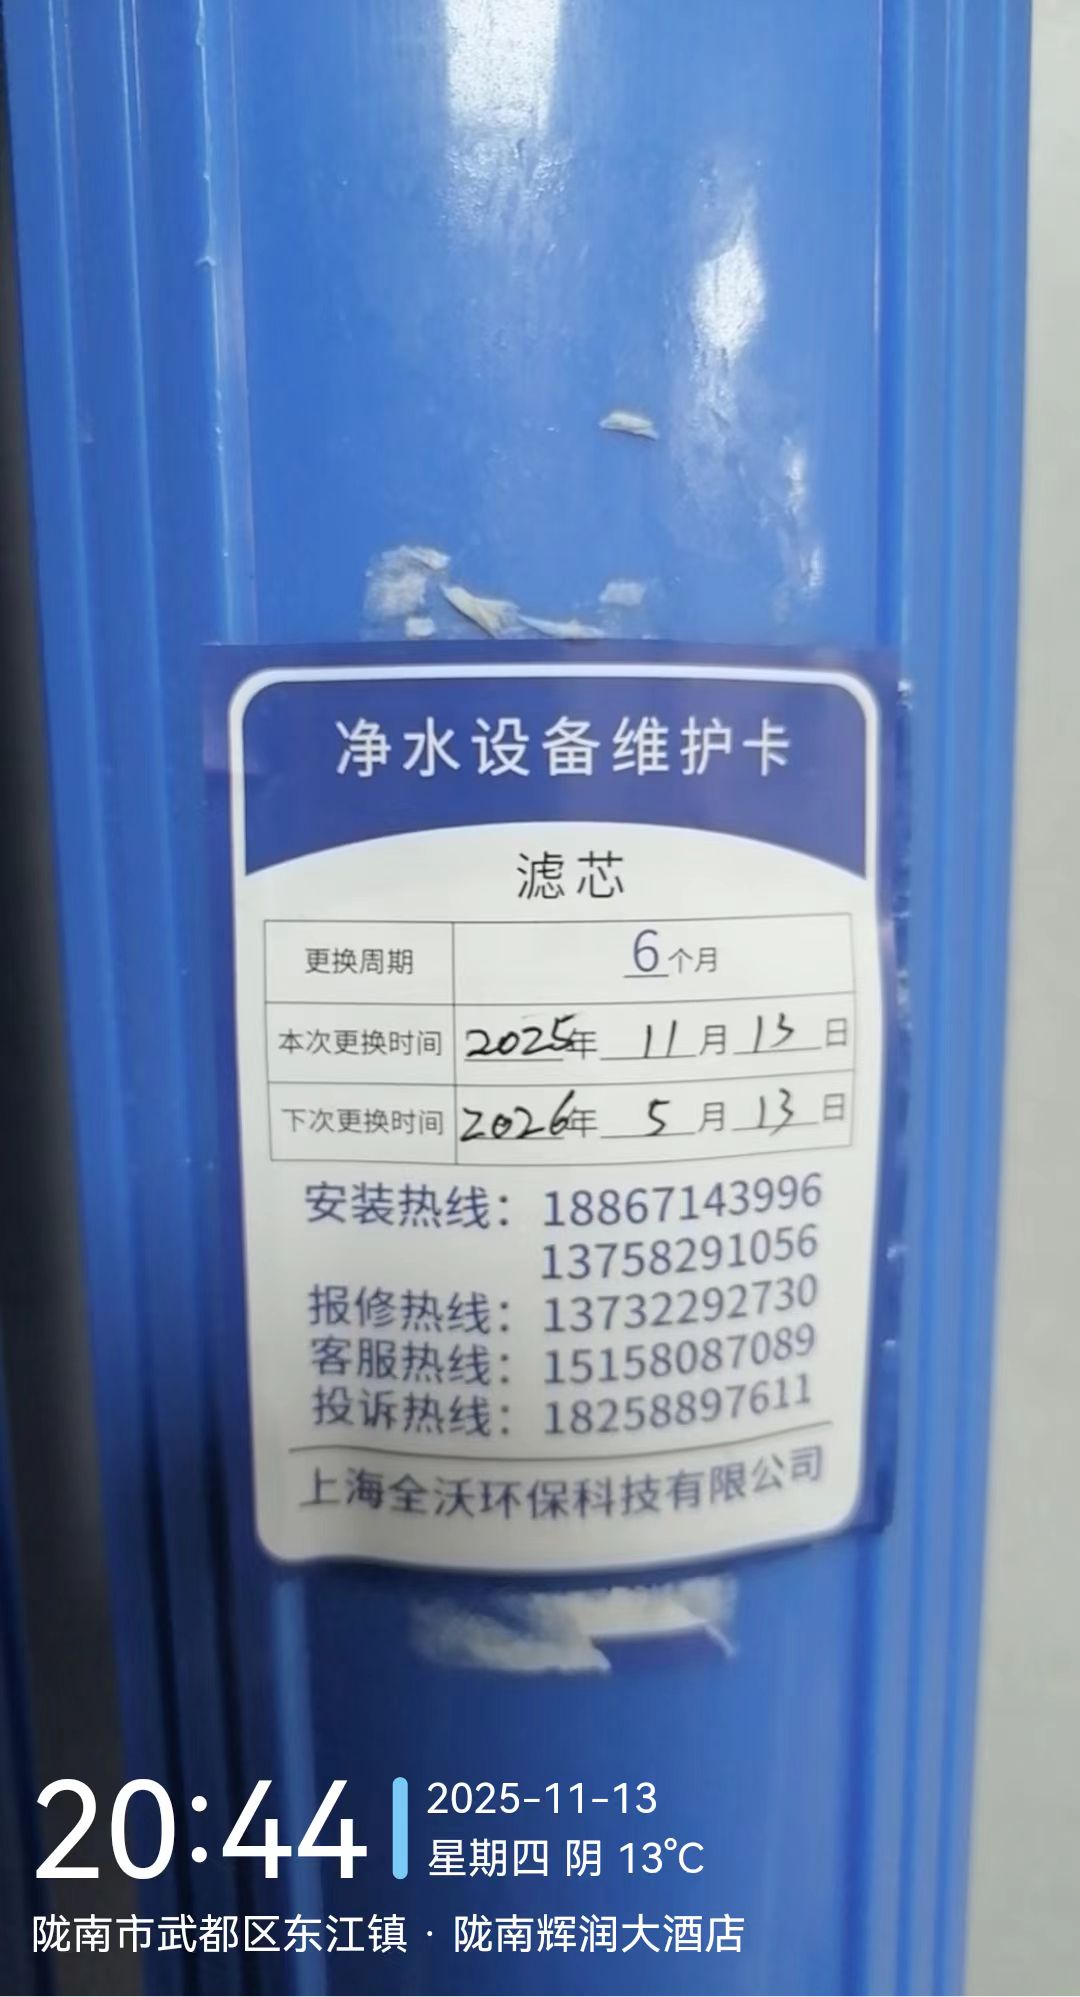 净水设备维护卡
滤芯
更换周期 6个月
本次更换时间 2025年 11月 13日
下次更换时间 2026年 5月 13日
安装热线：18867143996
13758291056
报修热线：13732292730
客服热线：15158087089
投诉热线：18258897611
上海全沃环保科技有限公司
20:44
2025-11-13
星期四 阴 13℃
陇南市武都区东江镇·陇南辉润大酒店